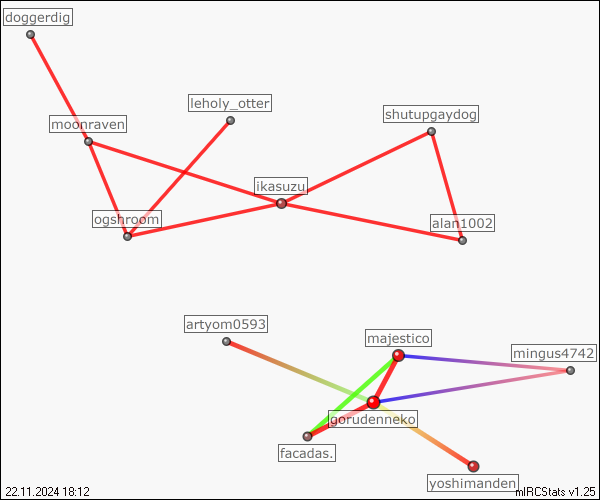 doggerdig
leholy_otter
shutupgaydog
moonraven
ikasuzu
ogshroom
alan1002
artyom0593
majestico
mingus4742
gorudenneko
facadas.
yoshimanden
22.11.2024 18:12
mIRCStats v1.25